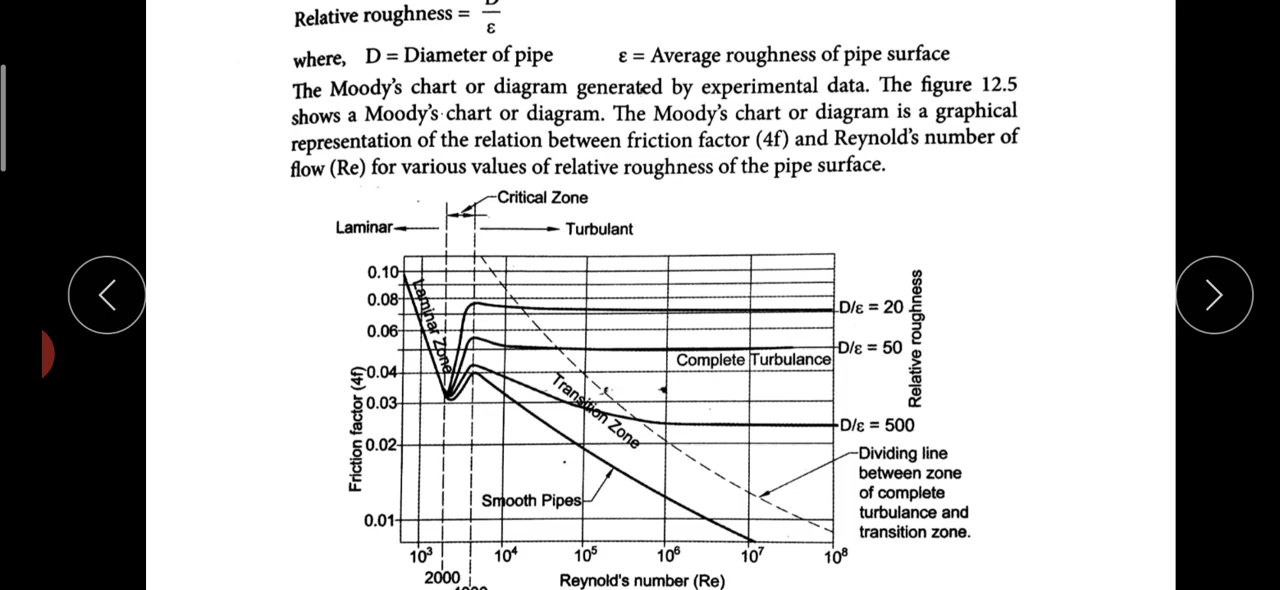 Relative roughness = D
ε
where, D = Diameter of pipe ε = Average roughness of pipe surface
The Moody's chart or diagram generated by experimental data. The figure 12.5
shows a Moody's chart or diagram. The Moody's chart or diagram is a graphical
representation of the relation between friction factor (4f) and Reynold's number of
flow (Re) for various values of relative roughness of the pipe surface.
Critical Zone
Laminar
Turbulant
0.10
0.08
0.06
0.04
0.03
0.02
0.01
Friction factor (4f)
Laminar Zone
Transition Zone
Complete Turbulance
Smooth Pipes
D/ε = 20
D/ε = 50
D/ε = 500
Relative roughness
Dividing line
between zone
of complete
turbulance and
transition zone.
10³ 10⁴ 10⁵ 10⁶ 10⁷ 10⁸
2000
Reynold's number (Re)